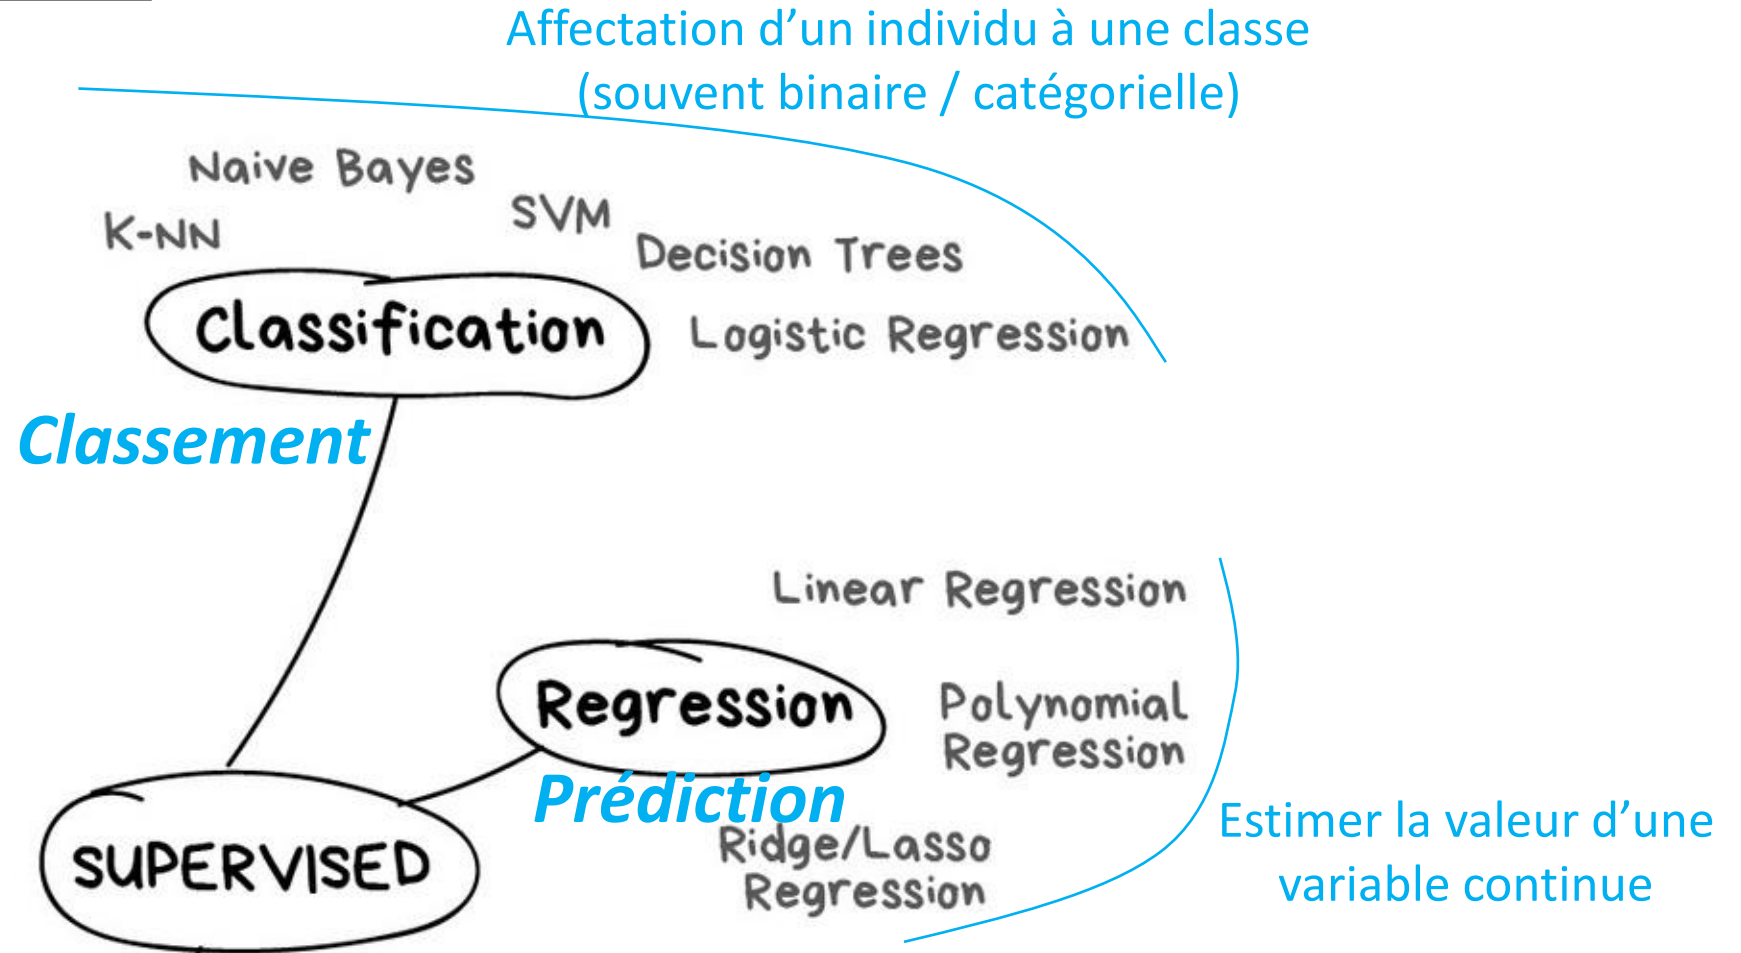 Affectation d’un individu à une classe
(souvent binaire / catégorielle)
Naive Bayes
SVM
K-NN
Decision Trees
Classification
Logistic Regression
Classement
Linear Regression
Regression
Polynomial
Regression
Prédiction
Ridge/Lasso
Regression
SUPERVISED
Estimer la valeur d’une
variable continue